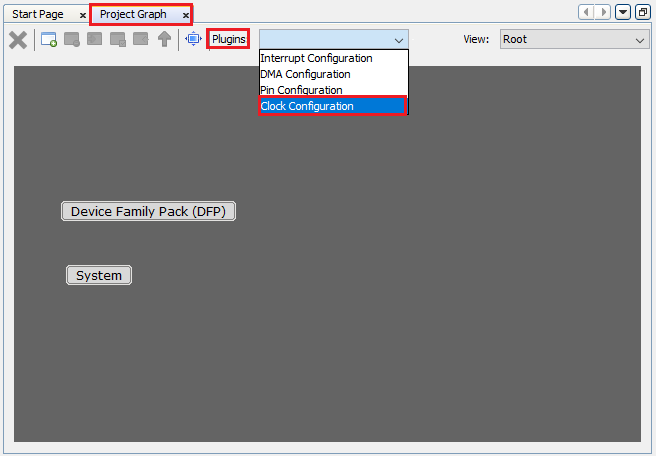 Start Page x Project Graph x
Plugins View: Root
Interrupt Configuration
DMA Configuration
Pin Configuration
Clock Configuration
Device Family Pack (DFP)
System